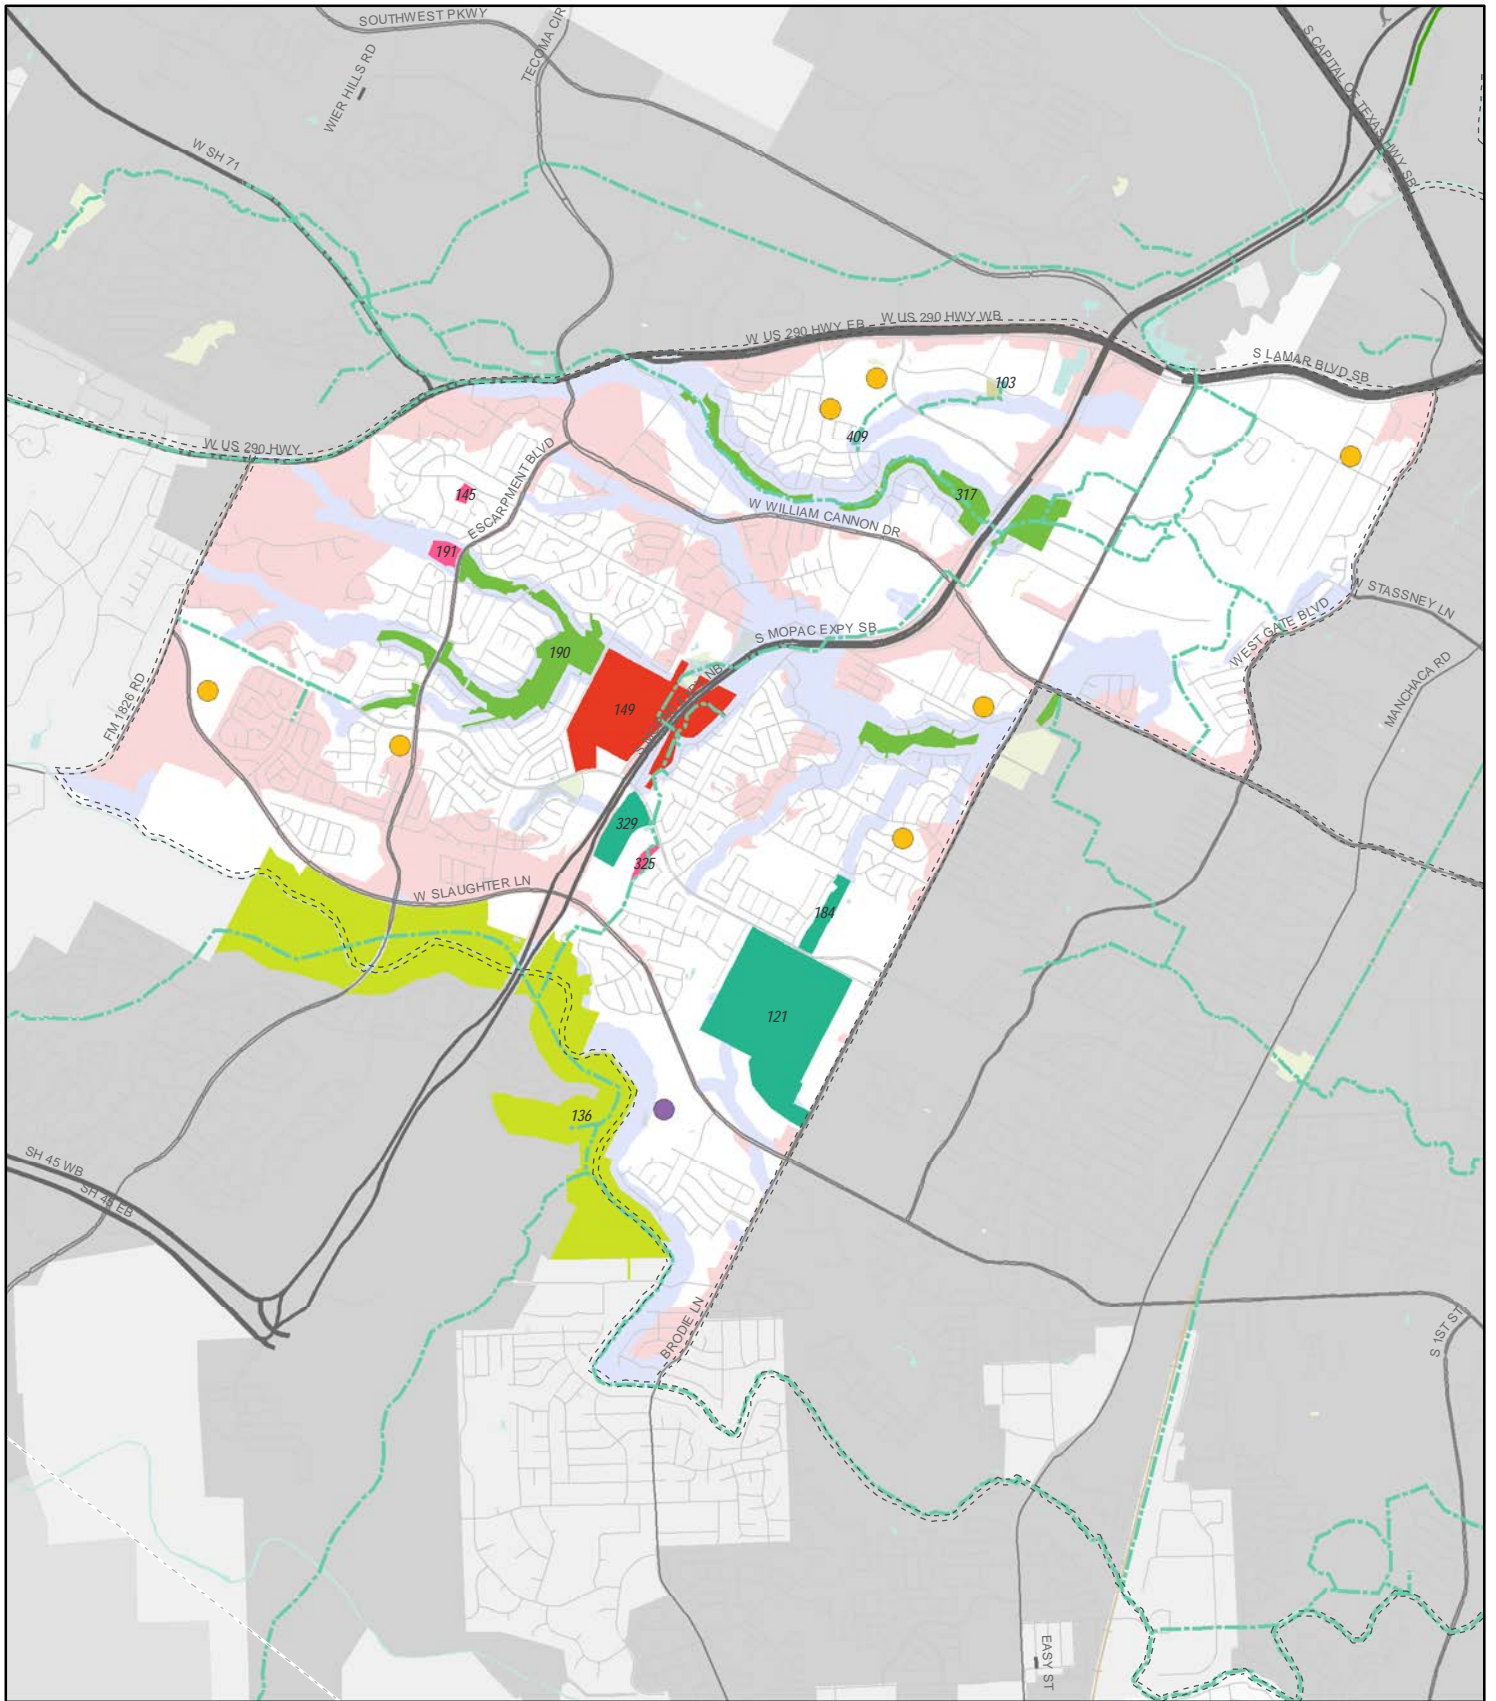 SOUTHWEST PKWY
TECOMA CIR
WIER HILLS RD
S CAPITAL OF TEXAS HWY SB
W SH 71
W US 290 HWY EB
W US 290 HWY WB
S LAMAR BLVD SB
103
409
W US 290 HWY
ESCARPMENT BLVD
145
317
W WILLIAM CANNON DR
191
W STASSNEY LN
WEST GATE BLVD
S MOPAC EXPY SB
190
MANCHACA RD
FM 1826 RD
149
NB
329
325
W SLAUGHTER LN
184
121
136
SH 45 WB
SH 45 EB
BRODIE LN
S 1ST ST
EASY ST